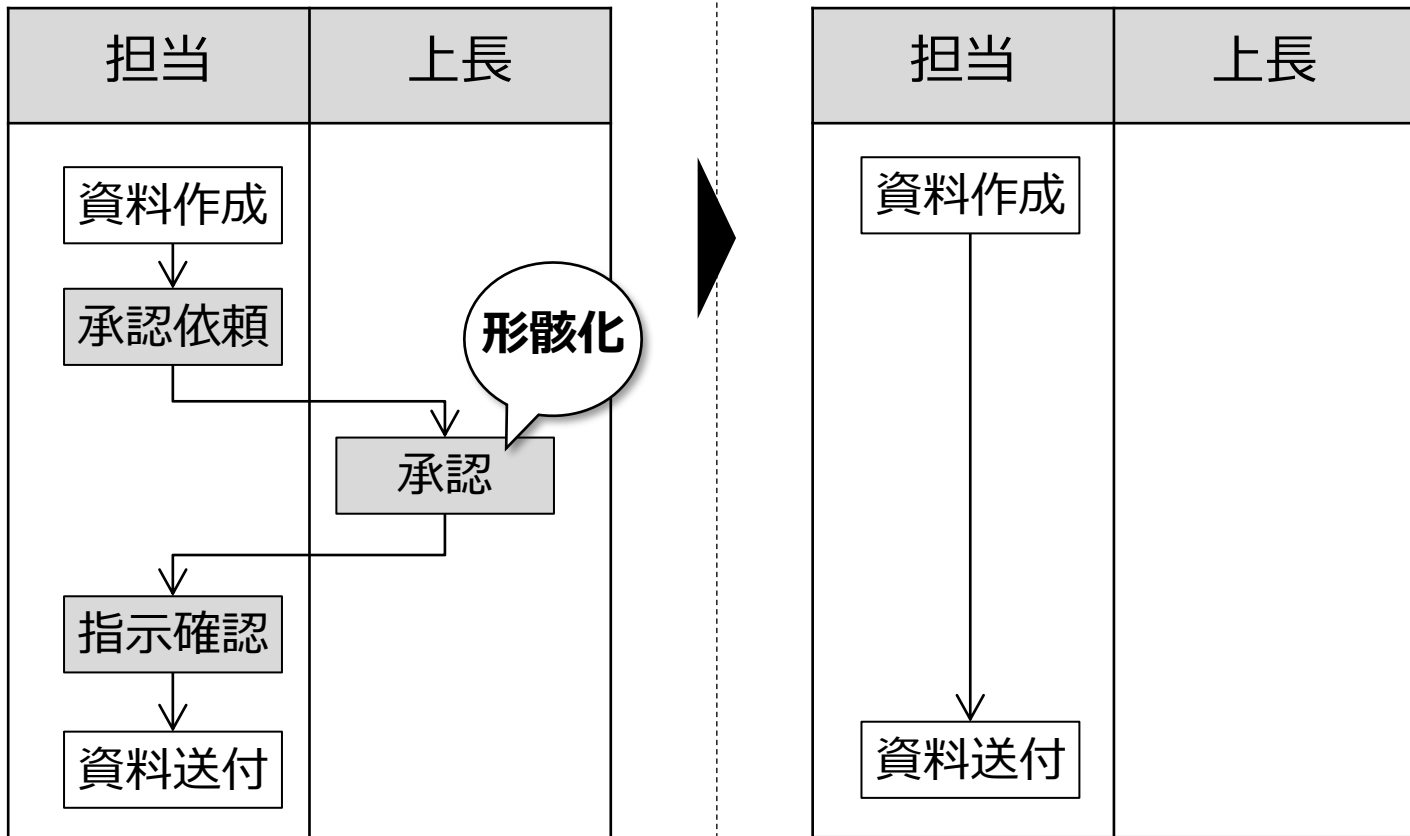 担当
上長
資料作成
承認依頼
形骸化
承認
指示確認
資料送付
担当
上長
資料作成
資料送付